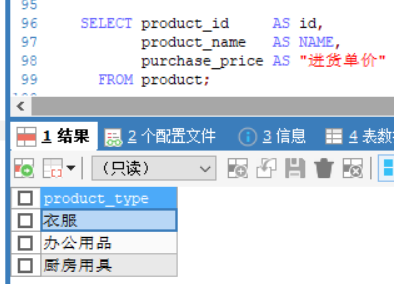 95
96 SELECT product_id AS id,
97 product_name AS NAME,
98 purchase_price AS "进货单价"
99 FROM product;
1 结果 2 个配置文件 3 信息 4 表数
(只读)
product_type
衣服
办公用品
厨房用具